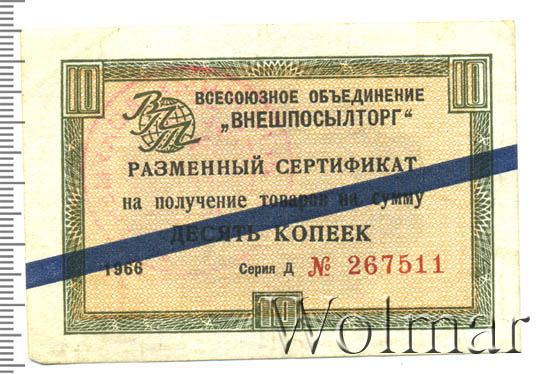 10 10
ВПТ
ВСЕСОЮЗНОЕ ОБЪЕДИНЕНИЕ
„ВНЕШПОСЫЛТОРГ“
РАЗМЕННЫЙ СЕРТИФИКАТ
на получение товаров на сумму
ДЕСЯТЬ КОПЕЕК
1966 Серия Д № 267511
10
Wolmar